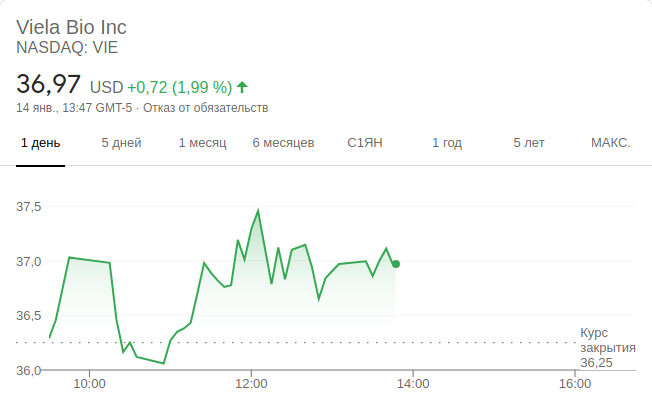 Viela Bio Inc
NASDAQ: VIE
36,97 USD +0,72 (1,99 %)
14 янв., 13:47 GMT-5 · Отказ от обязательств
1 день 5 дней 1 месяц 6 месяцев С1ЯН 1 год 5 лет МАКС.
37,5
37,0
36,5
36,0
Курс
закрытия
36,25
10:00 12:00 14:00 16:00